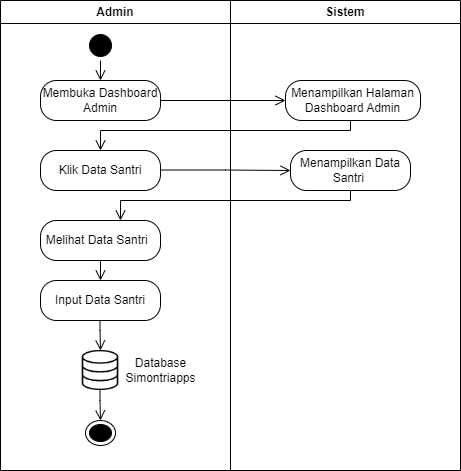 Admin
Sistem
Membuka Dashboard
Admin
Menampilkan Halaman
Dashboard Admin
Klik Data Santri
Menampilkan Data
Santri
Melihat Data Santri
Input Data Santri
Database
Simontriapps